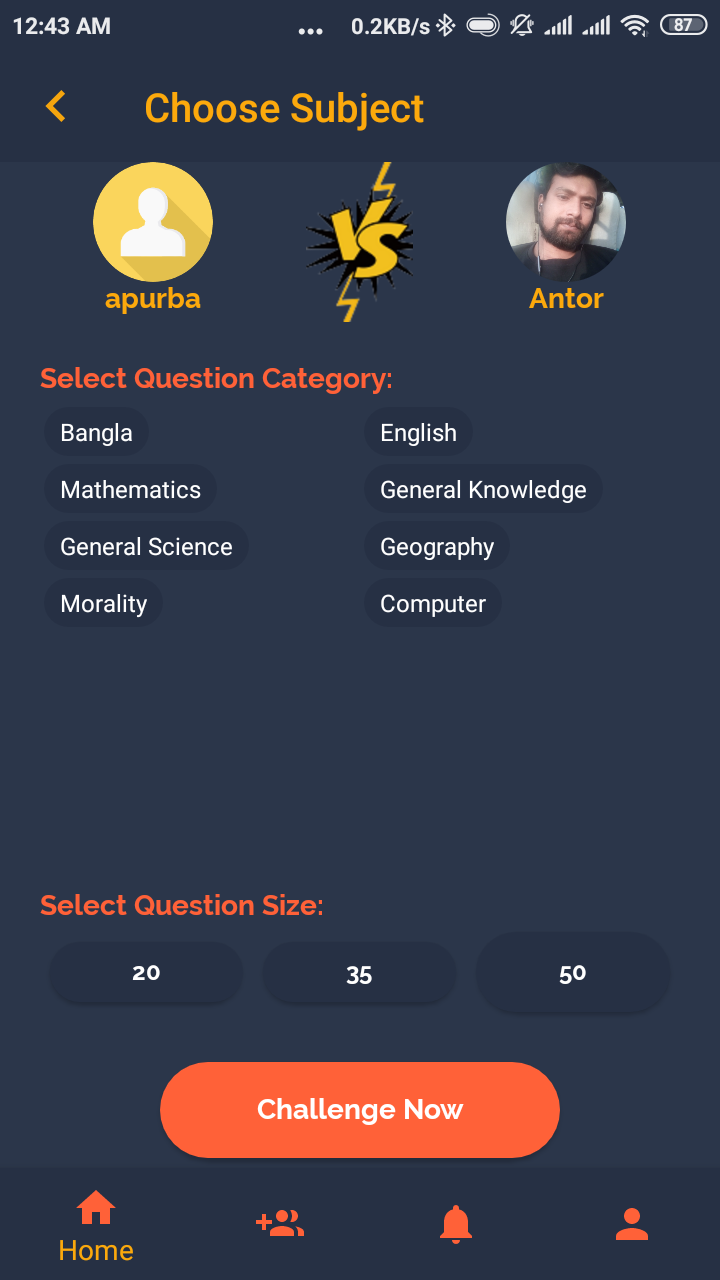 12:43 AM ... 0.2KB/s 87
Choose Subject
VS
apurba Antor
Select Question Category:
Bangla English
Mathematics General Knowledge
General Science Geography
Morality Computer
Select Question Size:
20 35 50
Challenge Now
Home